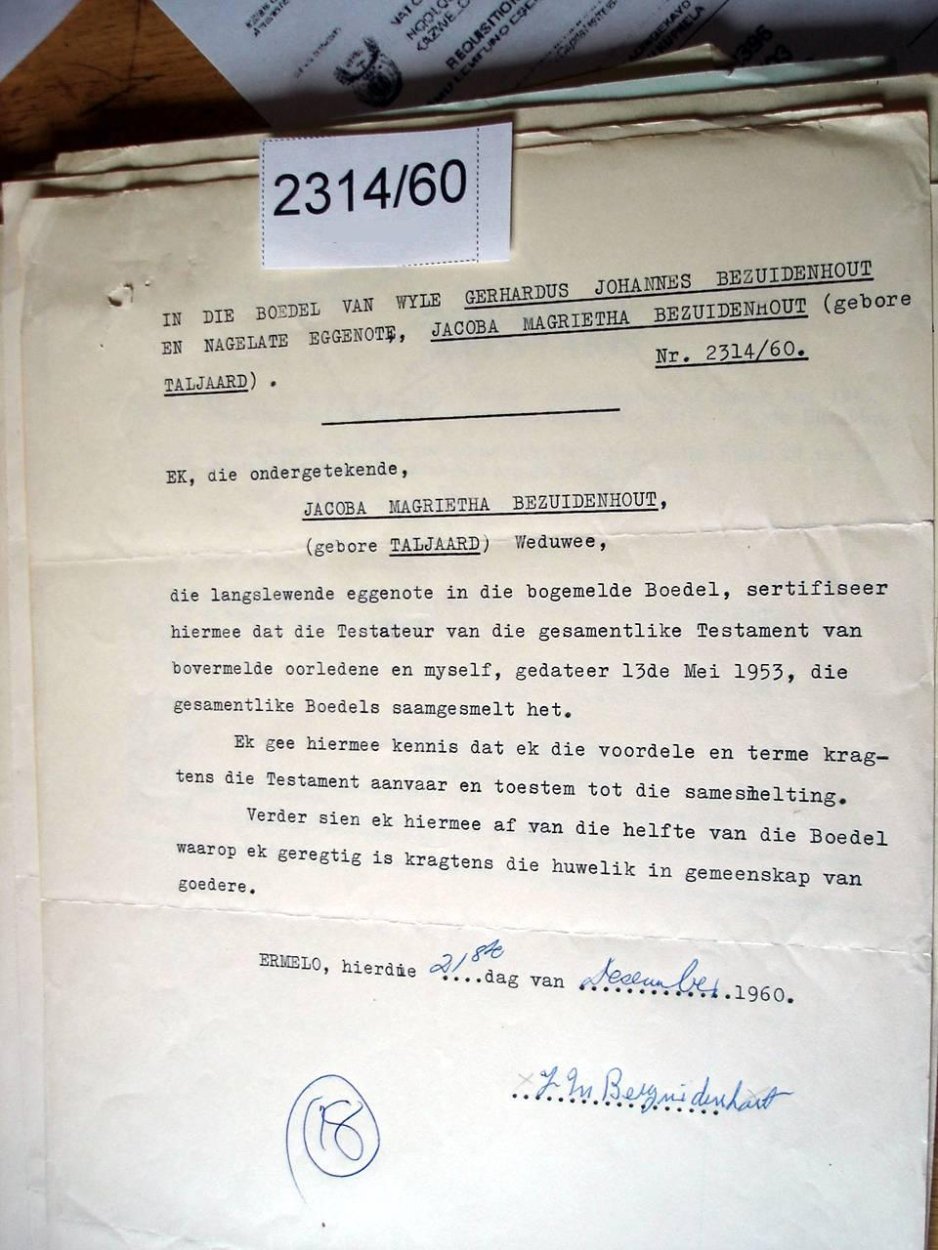 REQUISITION
2314/60
IN DIE BOEDEL VAN WYLE GERHARDUS JOHANNES BEZUIDENHOUT
EN NAGELATE EGGENOTE, JACOBA MAGRIETHA BEZUIDENHOUT (gebore
Nr. 2314/60.
TALJAARD).
EK, die ondergetekende,
JACOBA MAGRIETHA BEZUIDENHOUT,
(gebore TALJAARD) Weduwee,
die langslewende eggenote in die bogemelde Boedel, sertifiseer
hiermee dat die Testateur van die gesamentlike Testament van
bovermelde oorledene en myself, gedateer 13de Mei 1953, die
gesamentlike Boedels saamgesmelt het.
Ek gee hiermee kennis dat ek die voordele en terme krag-
tens die Testament aanvaar en toestem tot die samesmelting.
Verder sien ek hiermee af van die helfte van die Boedel
waarop ek geregtig is kragtens die huwelik in gemeenskap van
goedere.
ERMELO, hierdie 21ste....dag van Desember.1960.
J M Bezuidenhout
18